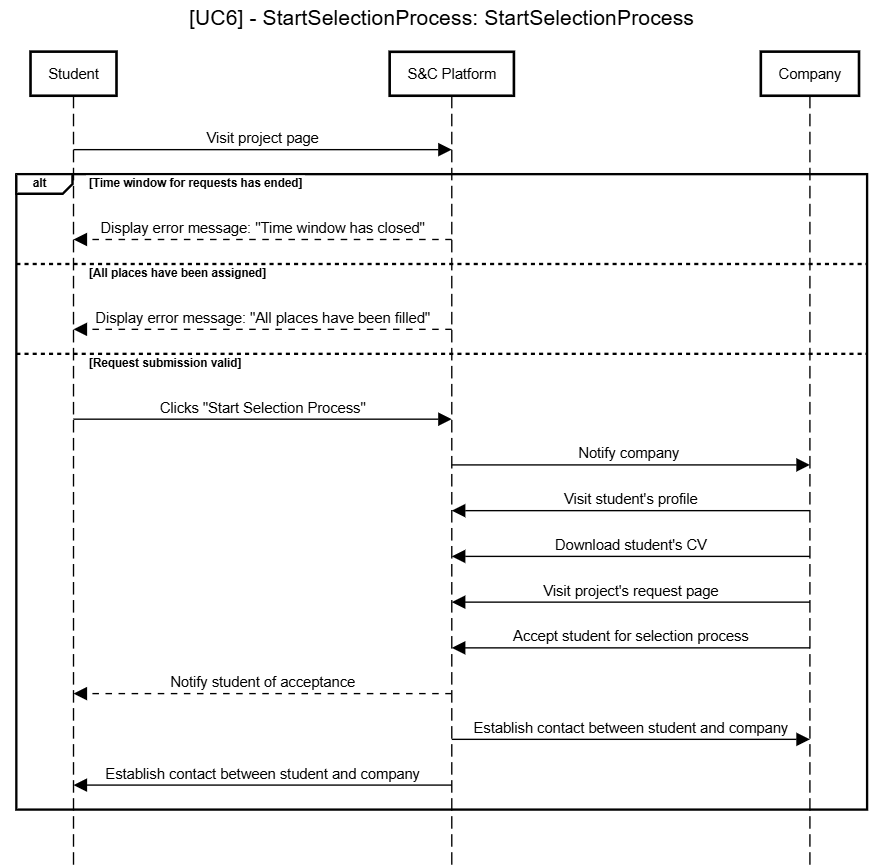 [UC6] - StartSelectionProcess: StartSelectionProcess
Student
S&C Platform
Company
Visit project page
alt
[Time window for requests has ended]
Display error message: "Time window has closed"
[All places have been assigned]
Display error message: "All places have been filled"
[Request submission valid]
Clicks "Start Selection Process"
Notify company
Visit student's profile
Download student's CV
Visit project's request page
Accept student for selection process
Notify student of acceptance
Establish contact between student and company
Establish contact between student and company